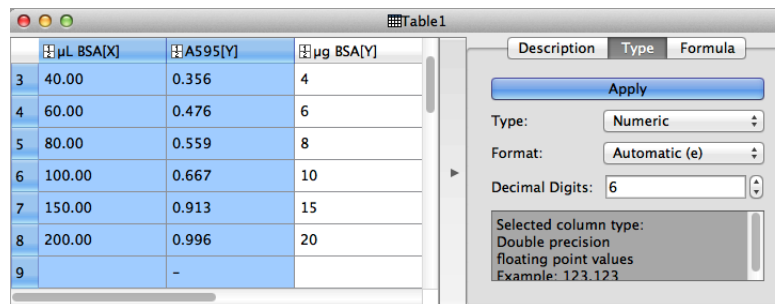 Table1
µL BSA[X] A595[Y] µg BSA[Y]
3 40.00 0.356 4
4 60.00 0.476 6
5 80.00 0.559 8
6 100.00 0.667 10
7 150.00 0.913 15
8 200.00 0.996 20
9 -
Description Type Formula
Apply
Type: Numeric
Format: Automatic (e)
Decimal Digits: 6
Selected column type:
Double precision
floating point values
Example: 123.123